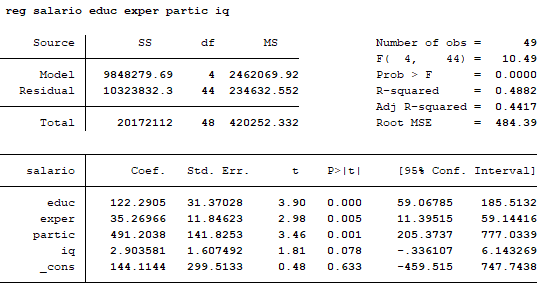 reg salario educ exper partic iq
Source SS df MS Number of obs = 49
F( 4, 44) = 10.49
Model 9848279.69 4 2462069.92 Prob > F = 0.0000
Residual 10323832.3 44 234632.552 R-squared = 0.4882
Adj R-squared = 0.4417
Total 20172112 48 420252.332 Root MSE = 484.39
salario Coef. Std. Err. t P>|t| [95% Conf. Interval]
educ 122.2905 31.37028 3.90 0.000 59.06785 185.5132
exper 35.26966 11.84623 2.98 0.005 11.39515 59.14416
partic 491.2038 141.8253 3.46 0.001 205.3737 777.0339
iq 2.903581 1.607492 1.81 0.078 -.336107 6.143269
_cons 144.1144 299.5133 0.48 0.633 -459.515 747.7438